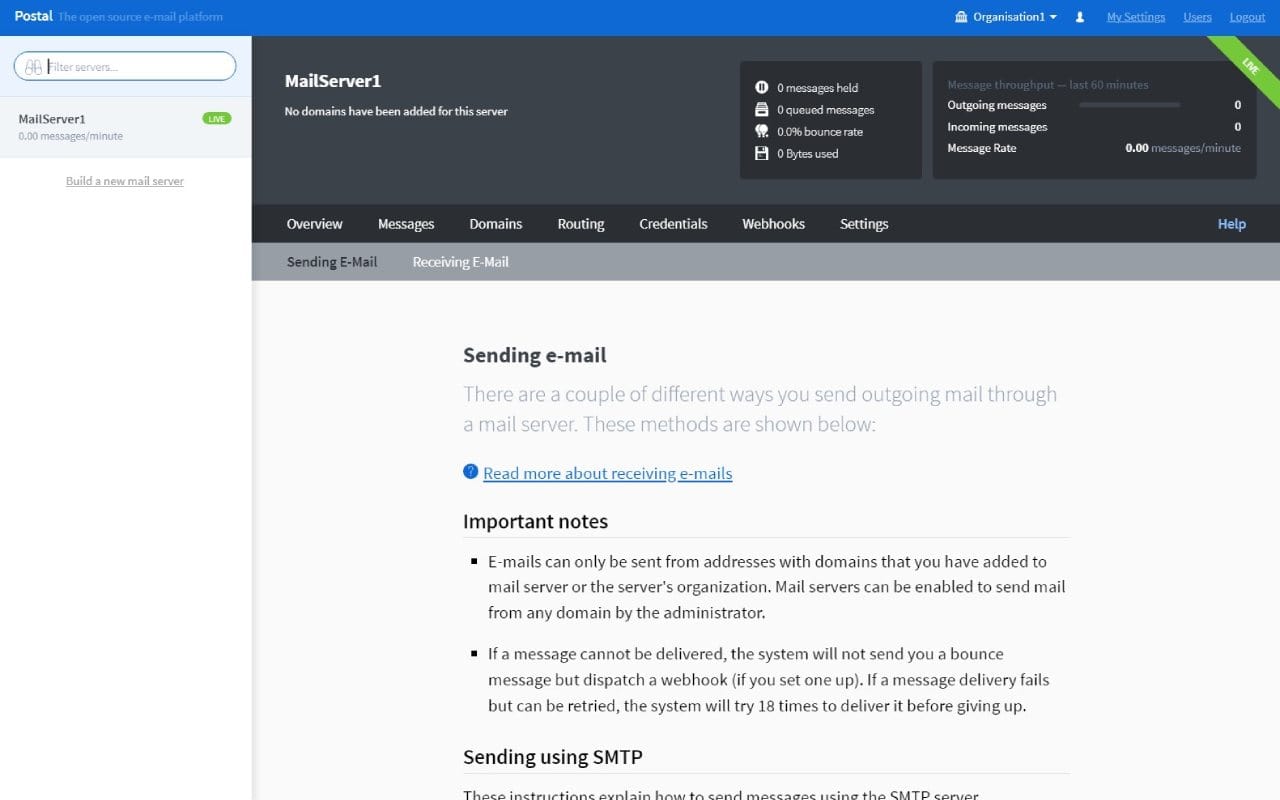 Postal The open source e-mail platform
Organisation1
My Settings
Users
Logout
Filter servers...
MailServer1
LIVE
0.00 messages/minute
Build a new mail server
MailServer1
No domains have been added for this server
0 messages held
0 queued messages
0.0% bounce rate
0 Bytes used
Message throughput — last 60 minutes
Outgoing messages 0
Incoming messages 0
Message Rate 0.00 messages/minute
LIVE
Overview Messages Domains Routing Credentials Webhooks Settings Help
Sending E-Mail Receiving E-Mail
Sending e-mail
There are a couple of different ways you send outgoing mail through
a mail server. These methods are shown below:
Read more about receiving e-mails
Important notes
E-mails can only be sent from addresses with domains that you have added to
mail server or the server's organization. Mail servers can be enabled to send mail
from any domain by the administrator.
If a message cannot be delivered, the system will not send you a bounce
message but dispatch a webhook (if you set one up). If a message delivery fails
but can be retried, the system will try 18 times to deliver it before giving up.
Sending using SMTP
These instructions explain how to send messages using the SMTP server.